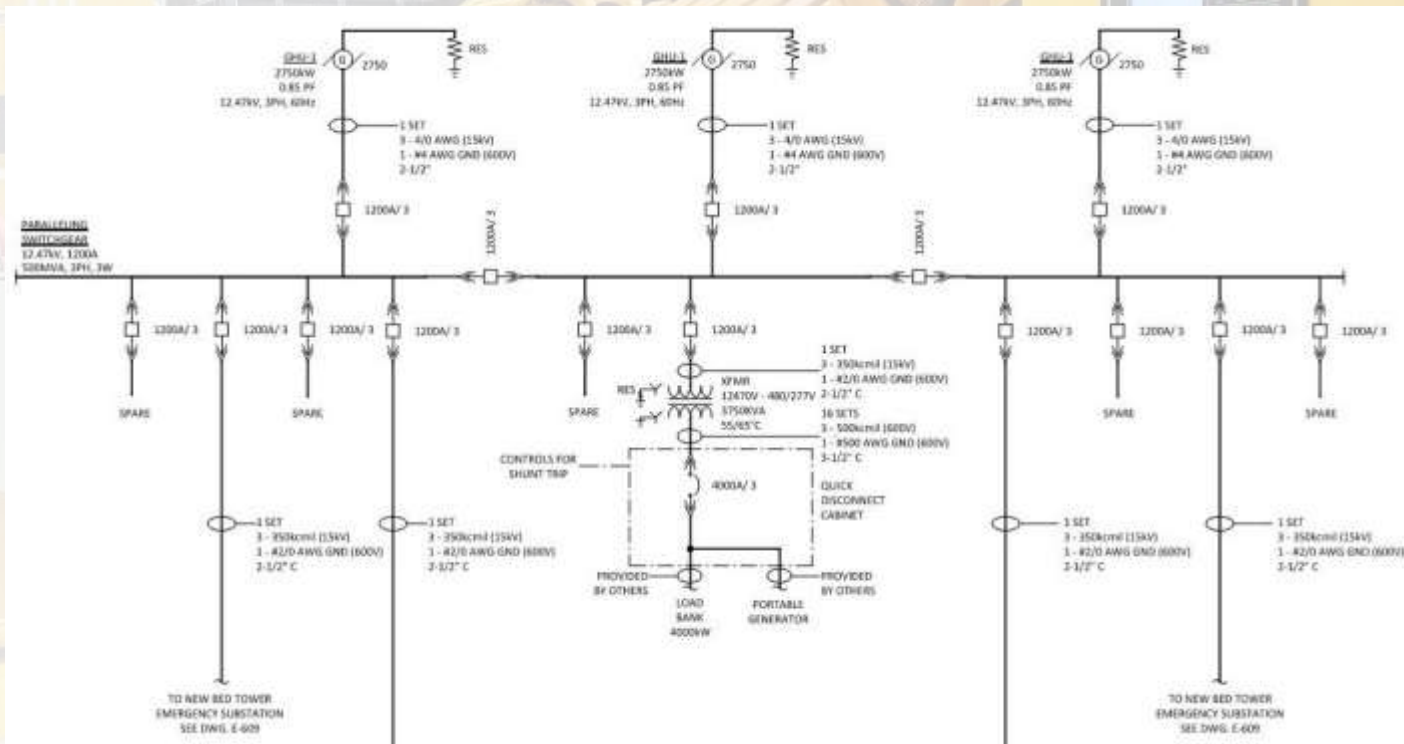 GHU-1
2750kW
0.85 PF
12.47kV, 3PH, 60Hz
G
2750
RES
1 SET
3 - 4/0 AWG (15kV)
1 - #4 AWG GND (600V)
2-1/2"
1200A/ 3
GHU-1
2750kW
0.85 PF
12.47kV, 3PH, 60Hz
G
2750
RES
1 SET
3 - 4/0 AWG (15kV)
1 - #4 AWG GND (600V)
2-1/2"
1200A/ 3
GHU-1
2750kW
0.85 PF
12.47kV, 3PH, 60Hz
G
2750
RES
1 SET
3 - 4/0 AWG (15kV)
1 - #4 AWG GND (600V)
2-1/2"
1200A/ 3
PARALLELING
SWITCHGEAR
12.47kV, 1200A
500MVA, 3PH, 3W
1200A/ 3
1200A/ 3
1200A/ 3
1200A/ 3
1200A/ 3
1200A/ 3
1200A/ 3
1200A/ 3
1200A/ 3
1200A/ 3
1200A/ 3
1200A/ 3
SPARE
SPARE
SPARE
SPARE
SPARE
1 SET
3 - 350kcmil (15kV)
1 - #2/0 AWG GND (600V)
2-1/2" C
RES
XFMR
12470V - 480/277V
3750KVA
55/65°C
16 SETS
3 - 500kcmil (600V)
1 - #500 AWG GND (600V)
3-1/2" C
CONTROLS FOR
SHUNT TRIP
4000A/ 3
QUICK
DISCONNECT
CABINET
PROVIDED
BY OTHERS
PROVIDED
BY OTHERS
LOAD
BANK
4000kW
PORTABLE
GENERATOR
1 SET
3 - 350kcmil (15kV)
1 - #2/0 AWG GND (600V)
2-1/2" C
1 SET
3 - 350kcmil (15kV)
1 - #2/0 AWG GND (600V)
2-1/2" C
1 SET
3 - 350kcmil (15kV)
1 - #2/0 AWG GND (600V)
2-1/2" C
1 SET
3 - 350kcmil (15kV)
1 - #2/0 AWG GND (600V)
2-1/2" C
TO NEW BED TOWER
EMERGENCY SUBSTATION
SEE DWG. E-609
TO NEW BED TOWER
EMERGENCY SUBSTATION
SEE DWG. E-609